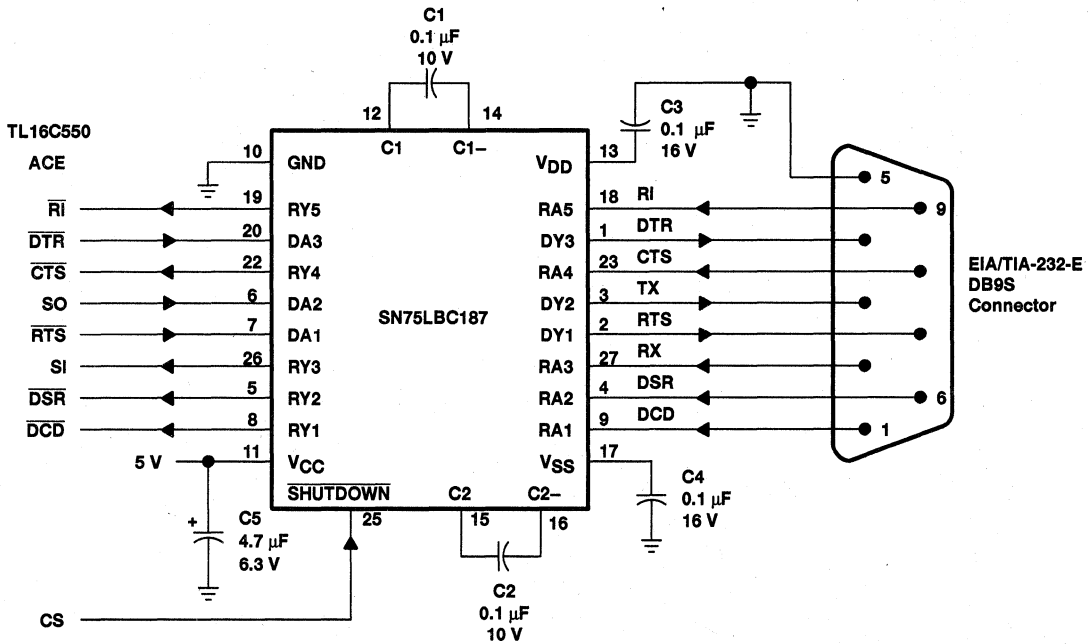 C1
0.1 μF
10 V
12
14
C1
C1–
TL16C550
ACE
10
GND
VDD
13
C3
0.1 μF
16 V
5
RI
19
RY5
RA5
18
RI
9
DTR
20
DA3
DY3
1
DTR
CTS
22
RY4
RA4
23
CTS
EIA/TIA-232-E
DB9S
Connector
SO
6
DA2
SN75LBC187
DY2
3
TX
RTS
7
DA1
DY1
2
RTS
SI
26
RY3
RA3
27
RX
DSR
5
RY2
RA2
4
DSR
6
DCD
8
RY1
RA1
9
DCD
1
5 V
11
VCC
VSS
17
SHUTDOWN
C2
C2–
25
15
16
C4
0.1 μF
16 V
+
C5
4.7 μF
6.3 V
C2
0.1 μF
10 V
CS